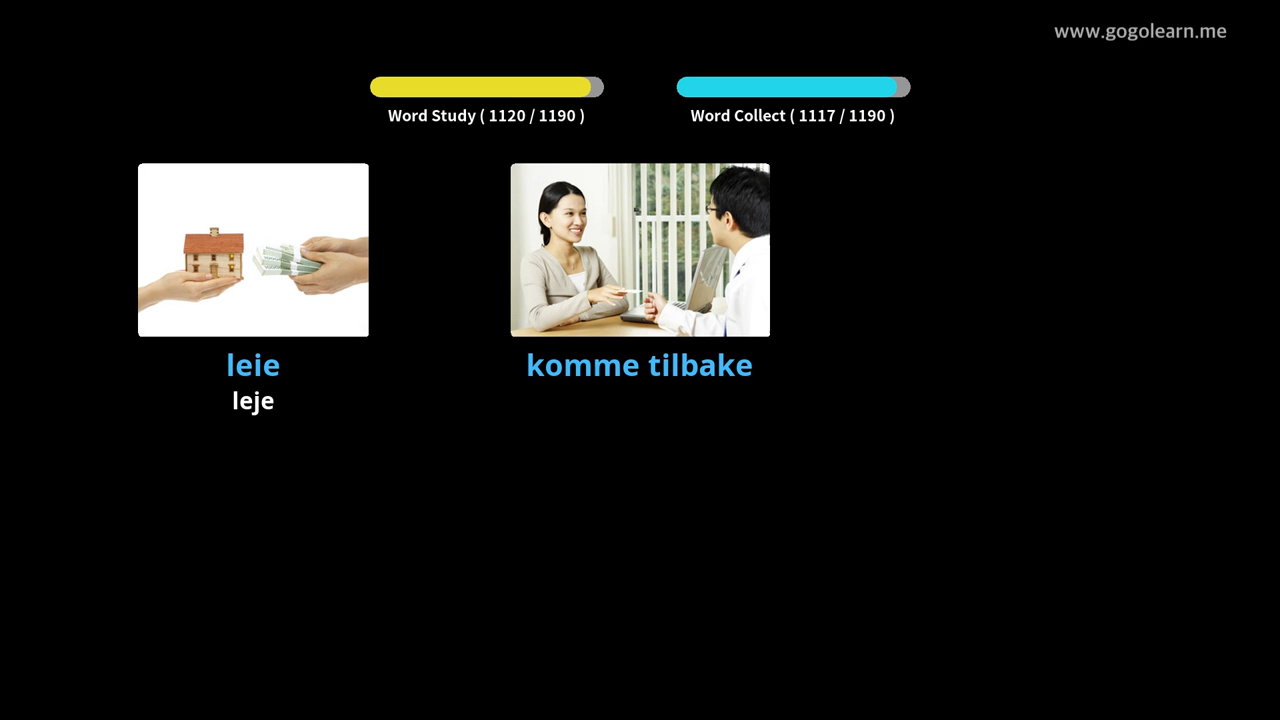 www.gogolearn.me
Word Study ( 1120 / 1190 )
Word Collect ( 1117 / 1190 )
leie
leje
komme tilbake